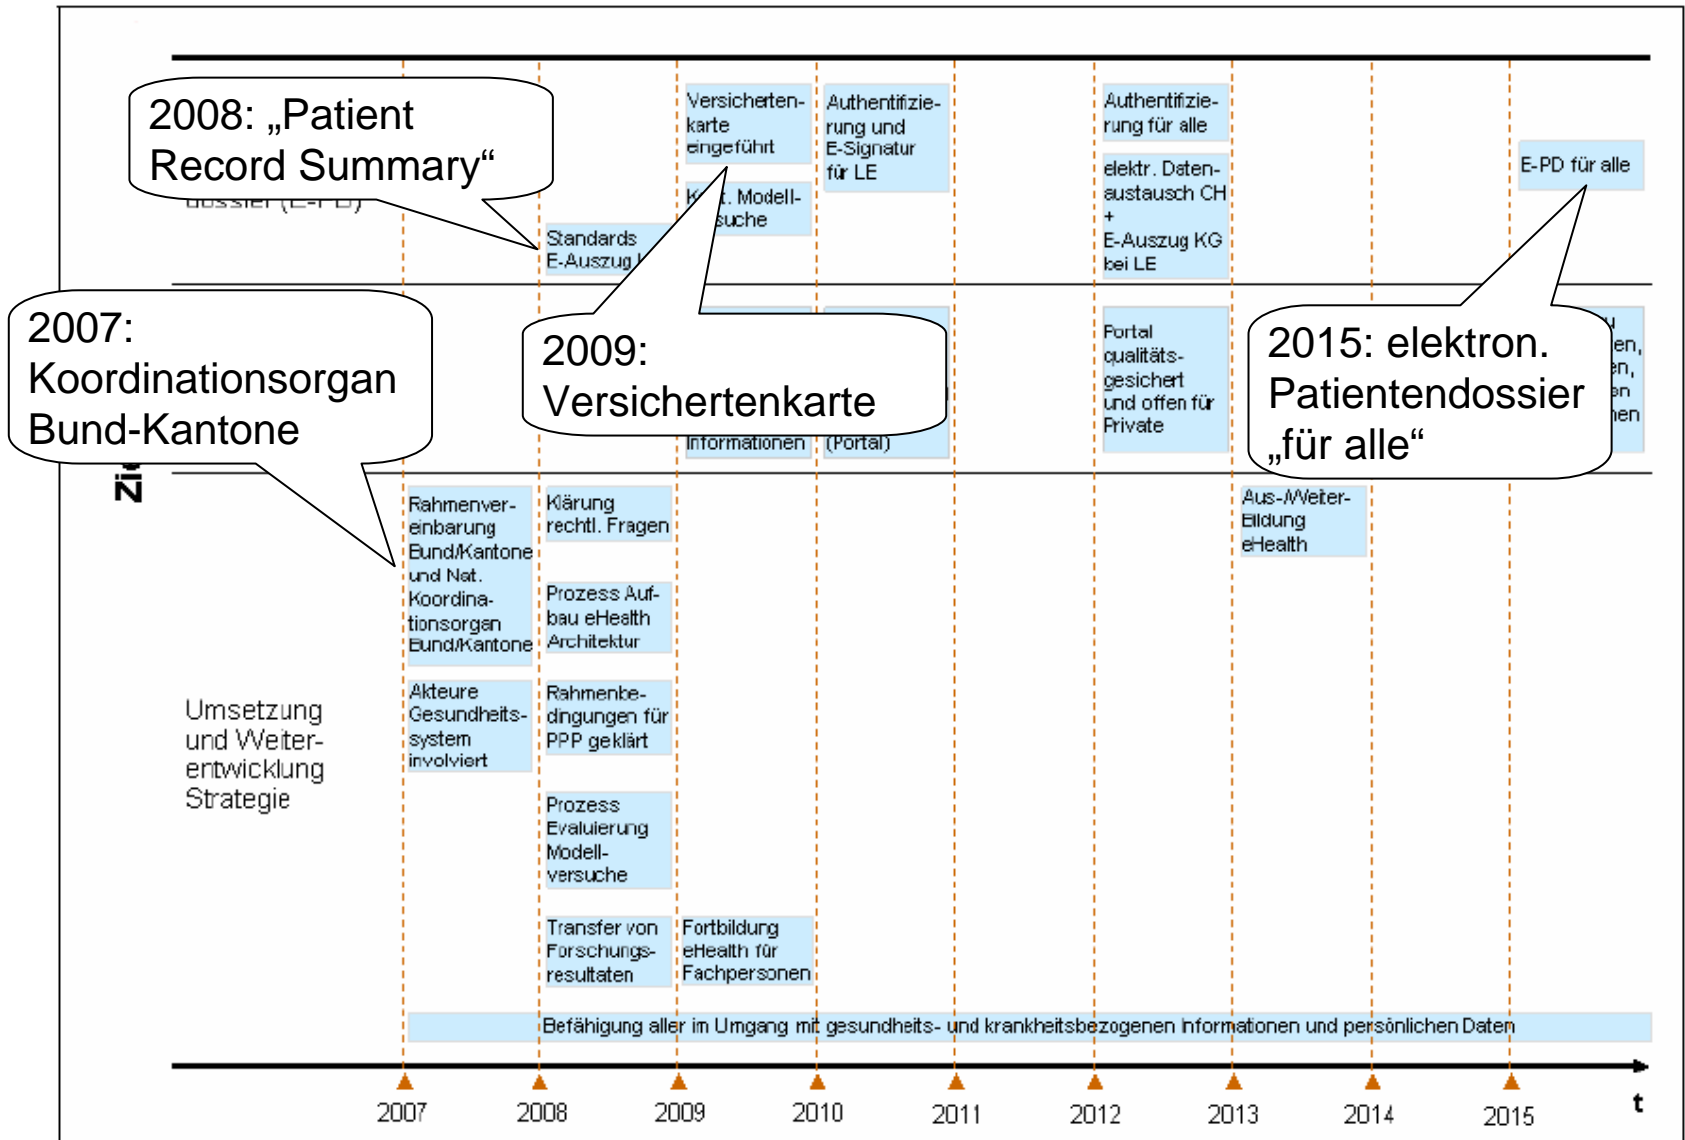 2008: „Patient
Record Summary“
dossier (E-PD)
Standards
E-Auszug
Versicherten-
karte
eingeführt
Modell-
Authentifizie-
rung und
E-Signatur
für LE
Authentifizie-
rung für alle
elektr. Daten-
austausch CH
+
E-Auszug KG
bei LE
E-PD für alle
2007:
Koordinationsorgan
Bund-Kantone
2009:
Versichertenkarte
Informationen
(Portal)
Portal
qualitäts-
gesichert
und offen für
Private
2015: elektron.
Patientendossier
„für alle“
Rahmenver-
einbarung
Bund/Kantone
und Nat.
Koordina-
tionsorgan
Bund/Kantone
Akteure
Gesundheits-
system
involviert
Klärung
rechtl. Fragen
Prozess Auf-
bau eHealth
Architektur
Rahmenbe-
dingungen für
PPP geklärt
Prozess
Evaluierung
Modell-
versuche
Transfer von
Forschungs-
resultaten
Fortbildung
eHealth für
Fachpersonen
Aus-/Weiter-
Bildung
eHealth
Umsetzung
und Weiter-
entwicklung
Strategie
Befähigung aller im Umgang mit gesundheits- und krankheitsbezogenen Informationen und persönlichen Daten
2007 2008 2009 2010 2011 2012 2013 2014 2015 t